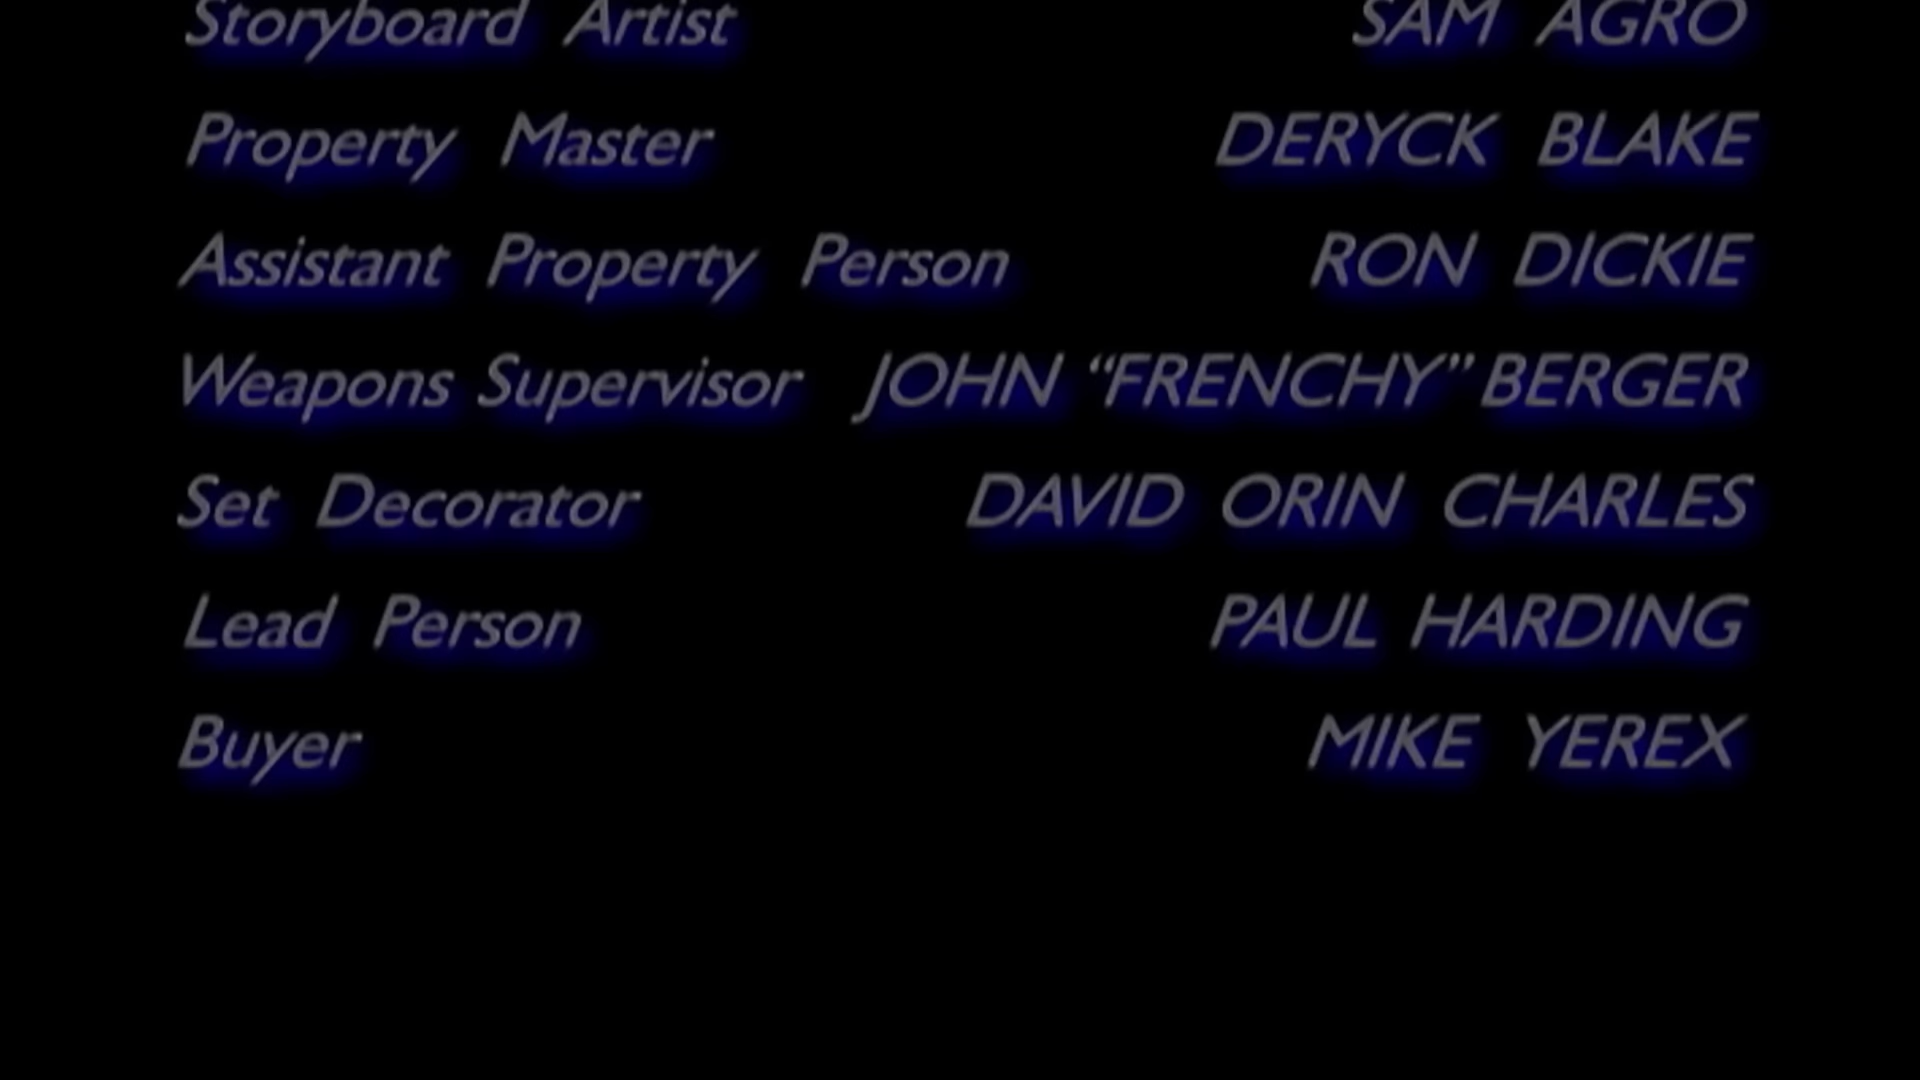 Storyboard Artist SAM AGRO
Property Master DERYCK BLAKE
Assistant Property Person RON DICKIE
Weapons Supervisor JOHN “FRENCHY” BERGER
Set Decorator DAVID ORIN CHARLES
Lead Person PAUL HARDING
Buyer MIKE YEREX